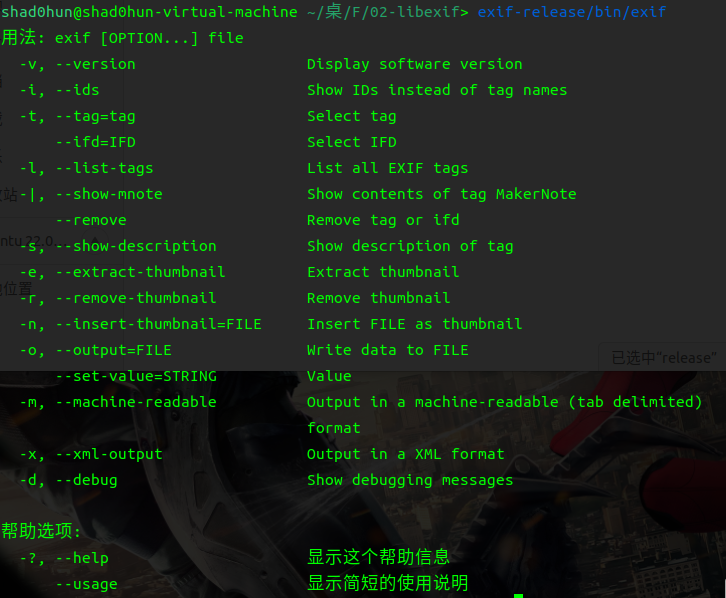 shad0hun@shad0hun-virtual-machine ~/桌/F/02-libexif> exif-release/bin/exif
用法: exif [OPTION...] file
-v, --version Display software version
-i, --ids Show IDs instead of tag names
-t, --tag=tag Select tag
--ifd=IFD Select IFD
-l, --list-tags List all EXIF tags
-|, --show-mnote Show contents of tag MakerNote
--remove Remove tag or ifd
-s, --show-description Show description of tag
-e, --extract-thumbnail Extract thumbnail
-r, --remove-thumbnail Remove thumbnail
-n, --insert-thumbnail=FILE Insert FILE as thumbnail
-o, --output=FILE Write data to FILE
已选中"release"
--set-value=STRING Value
-m, --machine-readable Output in a machine-readable (tab delimited)
format
-x, --xml-output Output in a XML format
-d, --debug Show debugging messages
帮助选项:
-?, --help 显示这个帮助信息
--usage 显示简短的使用说明